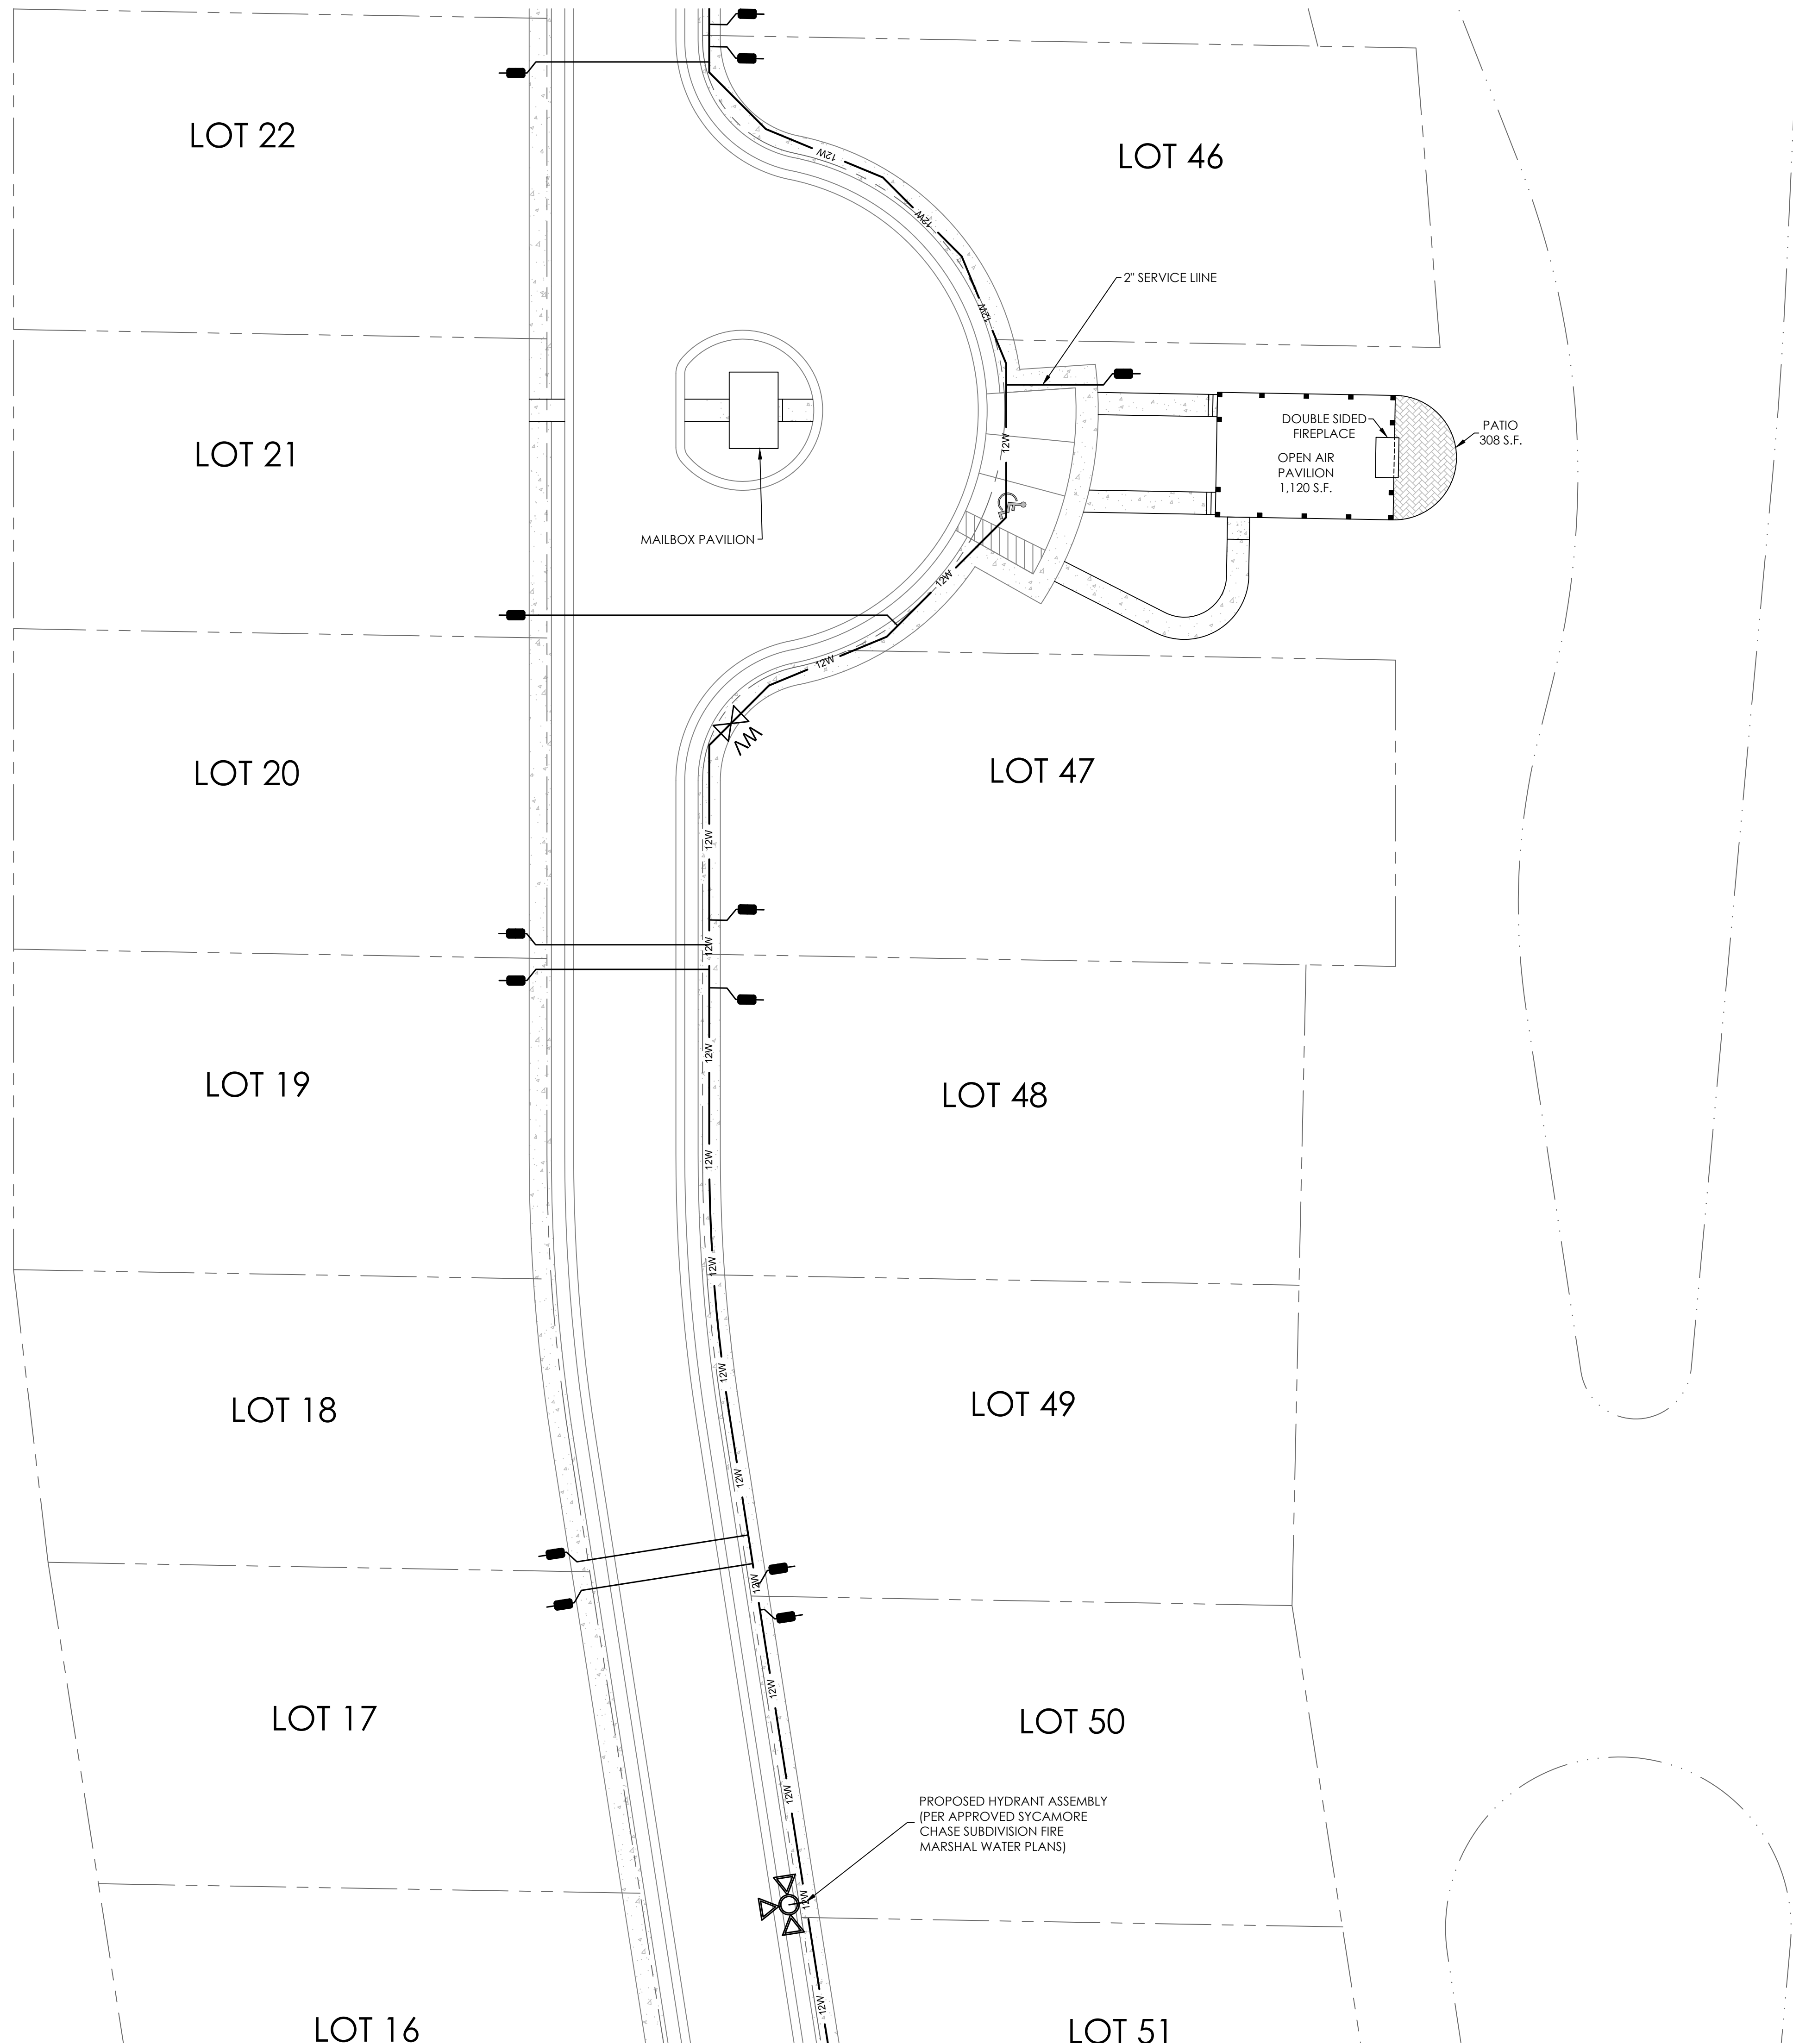 12W
LOT 22
LOT 46
12W
2" SERVICE LIINE
12W
DOUBLE SIDED
FIREPLACE
PATIO
308 S.F.
12W
LOT 21
OPEN AIR
PAVILION
1,120 S.F.
MAILBOX PAVILION
12W
12W
WV
LOT 20
LOT 47
12W
12W
12W
LOT 19
LOT 48
12W
12W
12W
LOT 18
LOT 49
12W
12W
12W
LOT 17
LOT 50
12W
PROPOSED HYDRANT ASSEMBLY
(PER APPROVED SYCAMORE
CHASE SUBDIVISION FIRE
MARSHAL WATER PLANS)
12W
12W
LOT 16
LOT 51